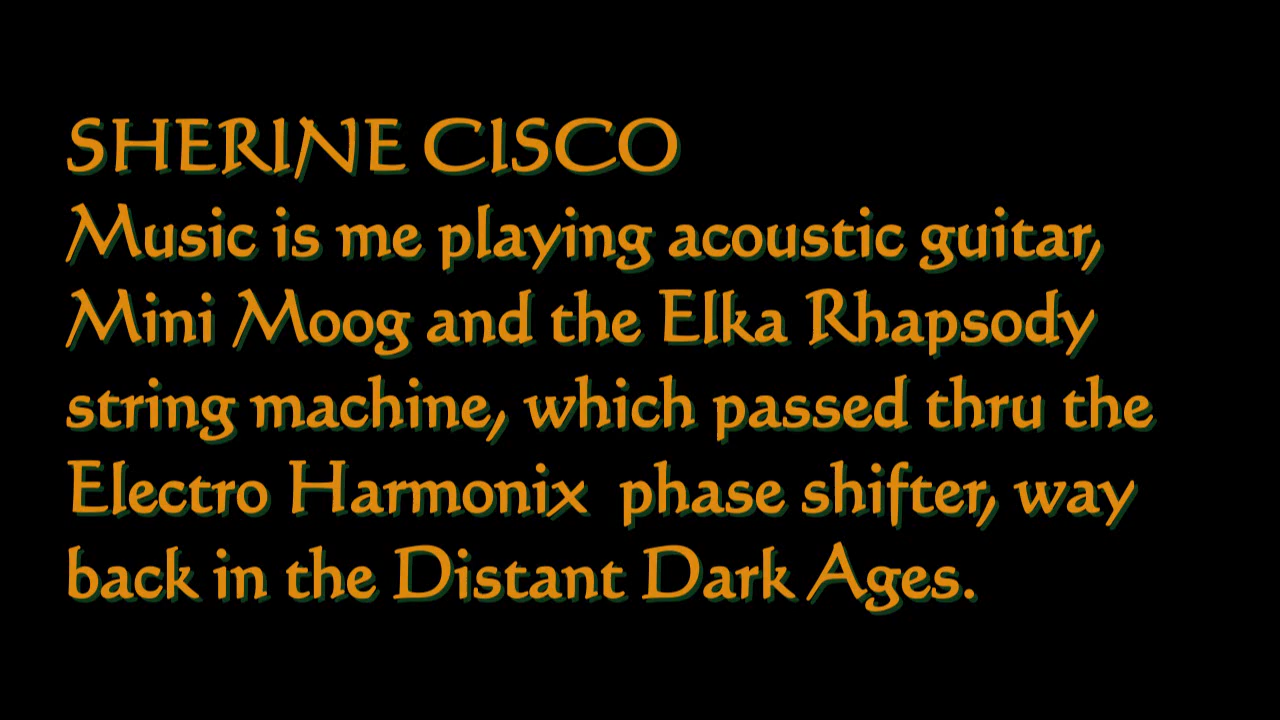 SHERINE CISCO
Music is me playing acoustic guitar,
Mini Moog and the Elka Rhapsody
string machine, which passed thru the
Electro Harmonix  phase shifter, way
back in the Distant Dark Ages.